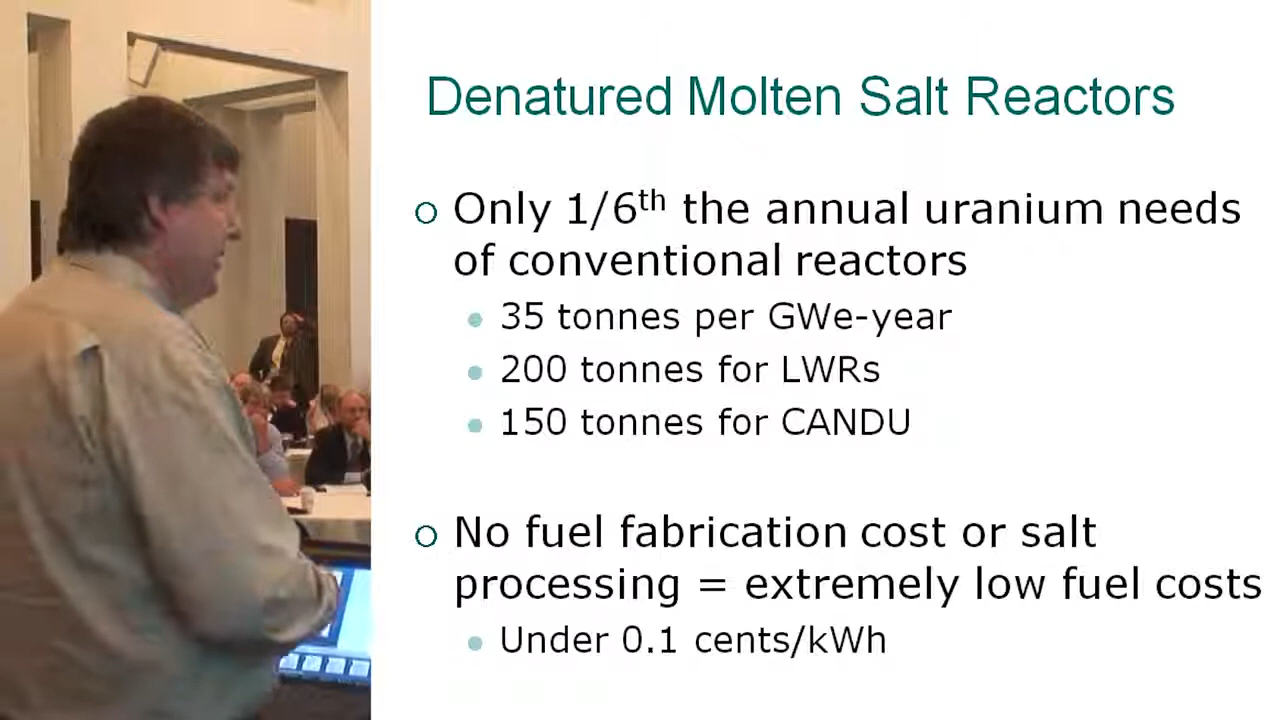 Denatured Molten Salt Reactors
Only 1/6th the annual uranium needs
of conventional reactors
35 tonnes per GWe-year
200 tonnes for LWRs
150 tonnes for CANDU
No fuel fabrication cost or salt
processing = extremely low fuel costs
Under 0.1 cents/kWh